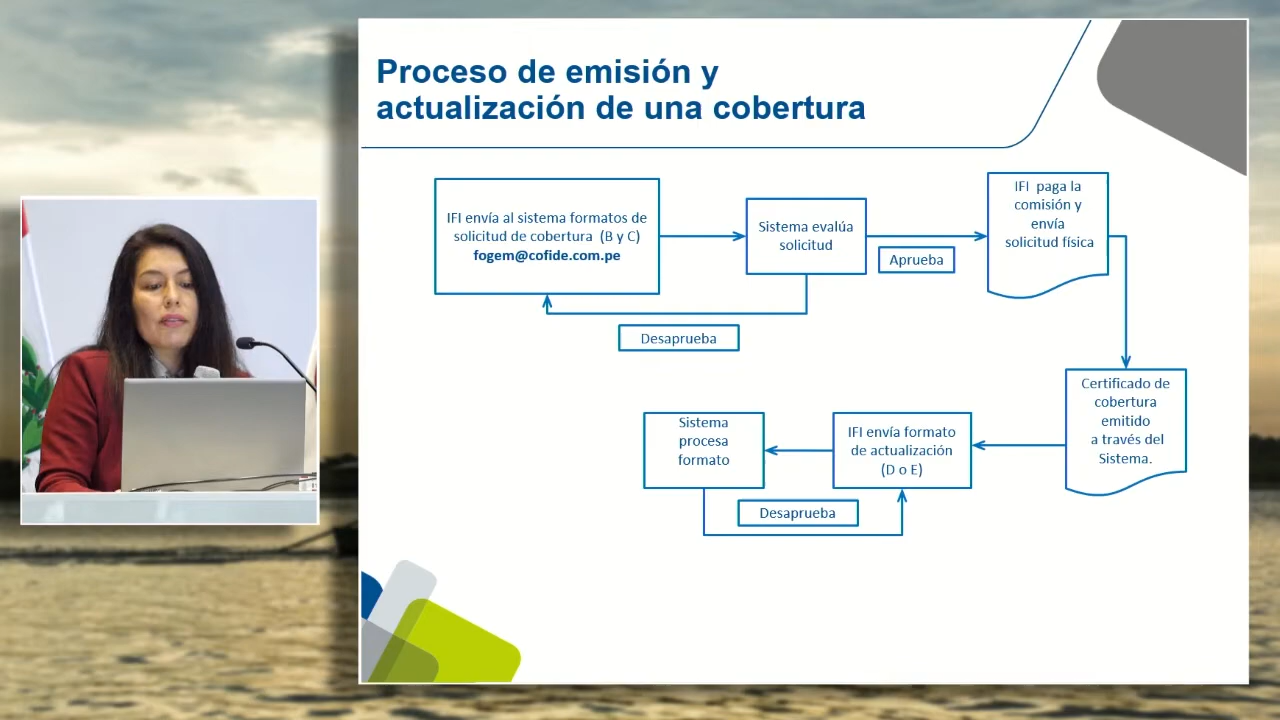 Proceso de emisión y
actualización de una cobertura
IFI envía al sistema formatos de
solicitud de cobertura (B y C)
fogem@cofide.com.pe
Sistema evalúa
solicitud
Aprueba
IFI paga la
comisión y
envía
solicitud física
Desaprueba
Certificado de
cobertura
emitido
a través del
Sistema.
IFI envía formato
de actualización
(D o E)
Sistema
procesa
formato
Desaprueba